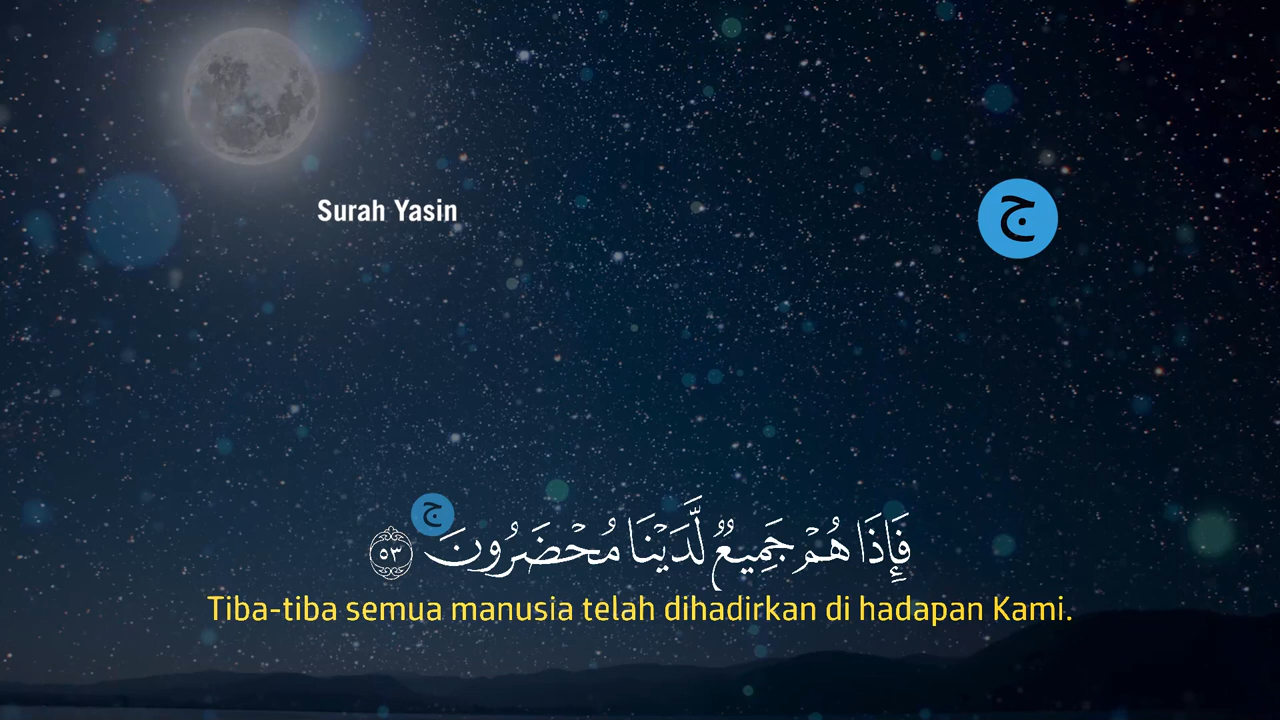 Surah Yasin
ج
ج
فَإِذَا هُمْ جَمِيعٌ لَّدَيْنَا مُحْضَرُونَ ٥٣
Tiba-tiba semua manusia telah dihadirkan di hadapan Kami.